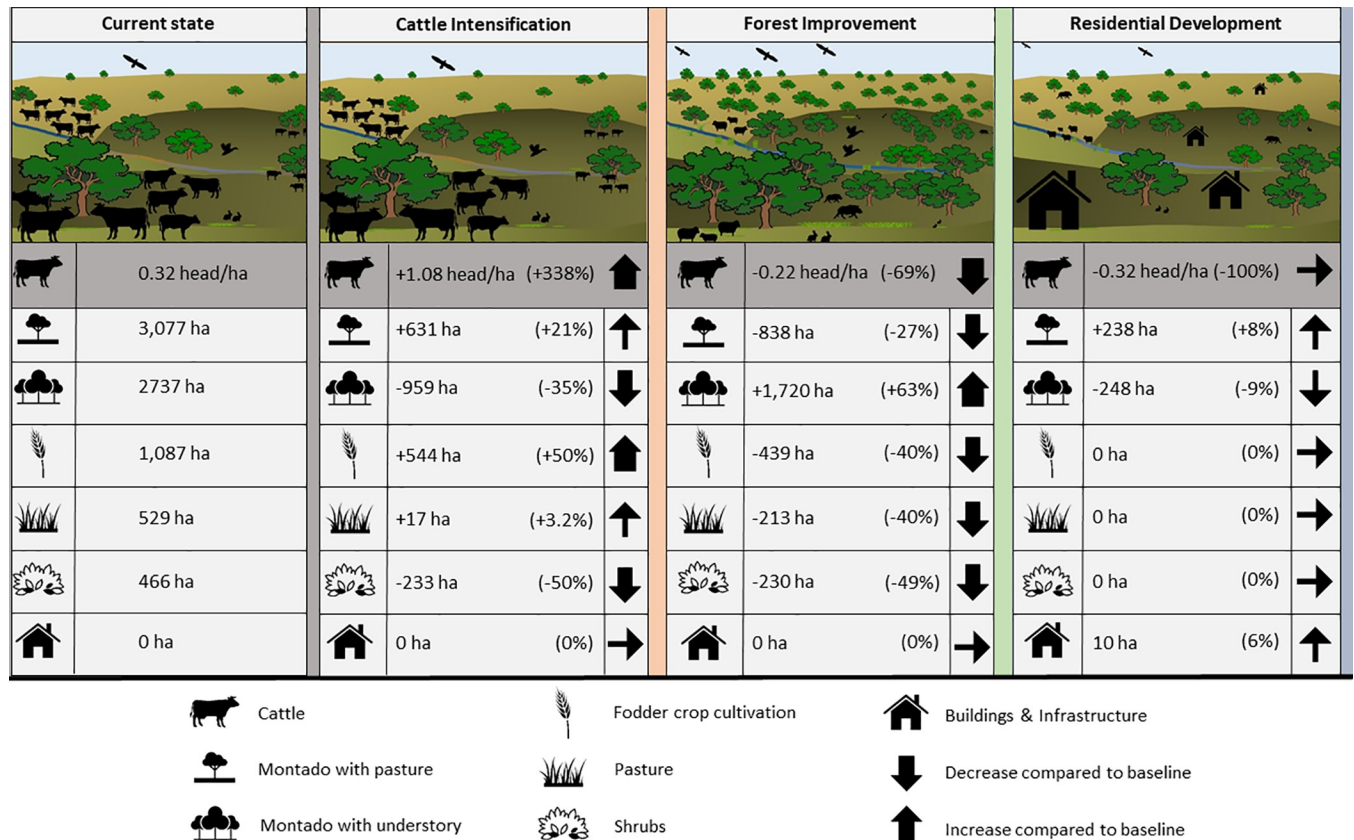 Current state Cattle Intensification Forest Improvement Residential Development
0.32 head/ha +1.08 head/ha (+338%) -0.22 head/ha (-69%) -0.32 head/ha (-100%)
3,077 ha +631 ha (+21%) -838 ha (-27%) +238 ha (+8%)
2737 ha -959 ha (-35%) +1,720 ha (+63%) -248 ha (-9%)
1,087 ha +544 ha (+50%) -439 ha (-40%) 0 ha (0%)
529 ha +17 ha (+3.2%) -213 ha (-40%) 0 ha (0%)
466 ha -233 ha (-50%) -230 ha (-49%) 0 ha (0%)
0 ha 0 ha (0%) 0 ha (0%) 10 ha (6%)
Cattle Fodder crop cultivation Buildings & Infrastructure
Montado with pasture Pasture Decrease compared to baseline
Montado with understory Shrubs Increase compared to baseline